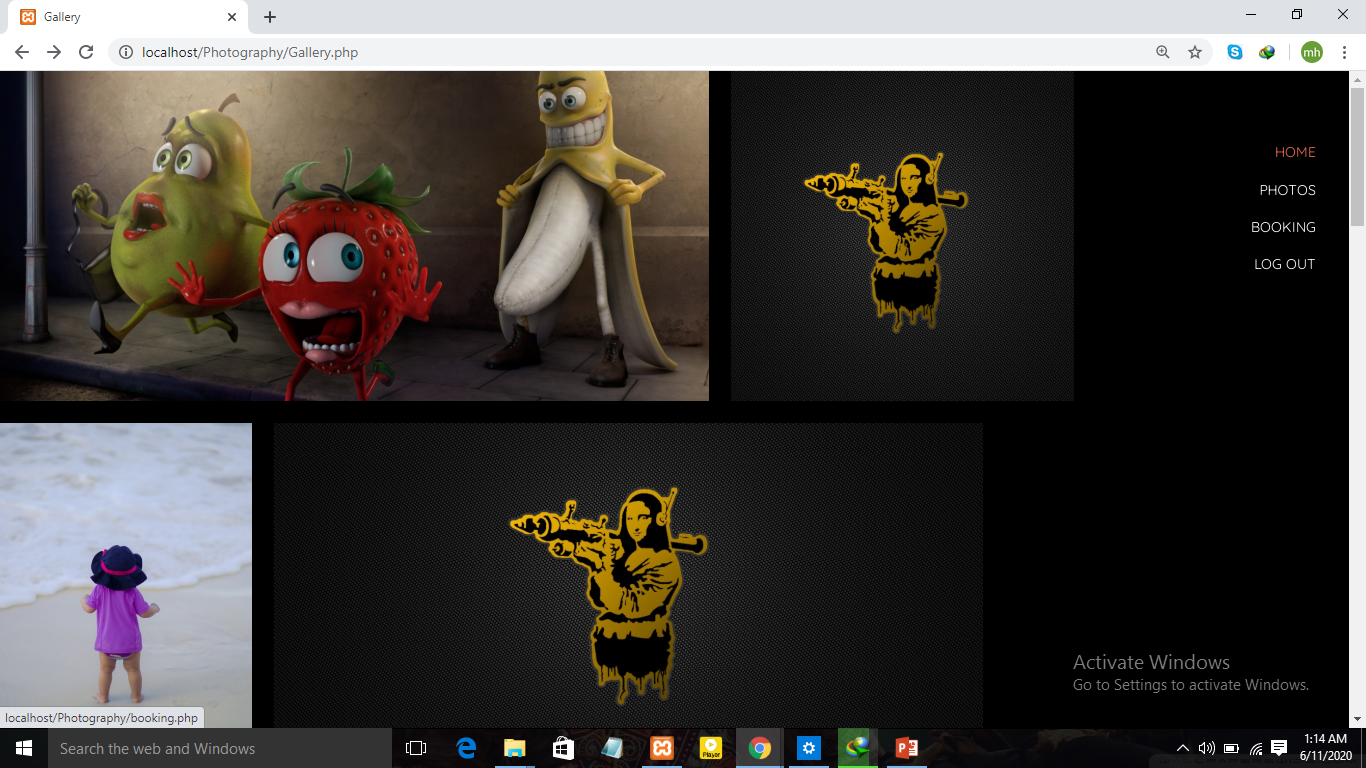 Gallery
localhost/Photography/Gallery.php
mh
HOME
PHOTOS
BOOKING
LOG OUT
Activate Windows
Go to Settings to activate Windows.
localhost/Photography/booking.php
Search the web and Windows
Player
1:14 AM
6/11/2020